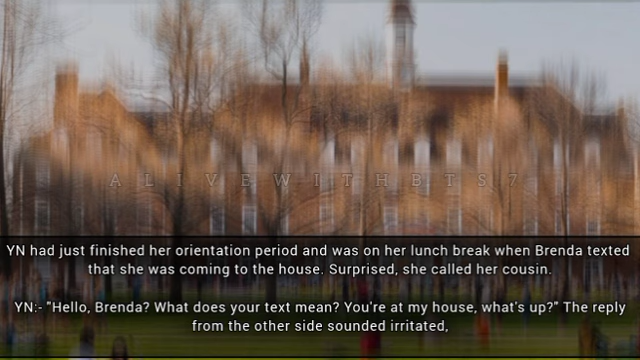 ALIVEWITHBTS7
YN had just finished her orientation period and was on her lunch break when Brenda texted
that she was coming to the house. Surprised, she called her cousin.
YN:- "Hello, Brenda? What does your text mean? You're at my house, what's up?" The reply
from the other side sounded irritated,